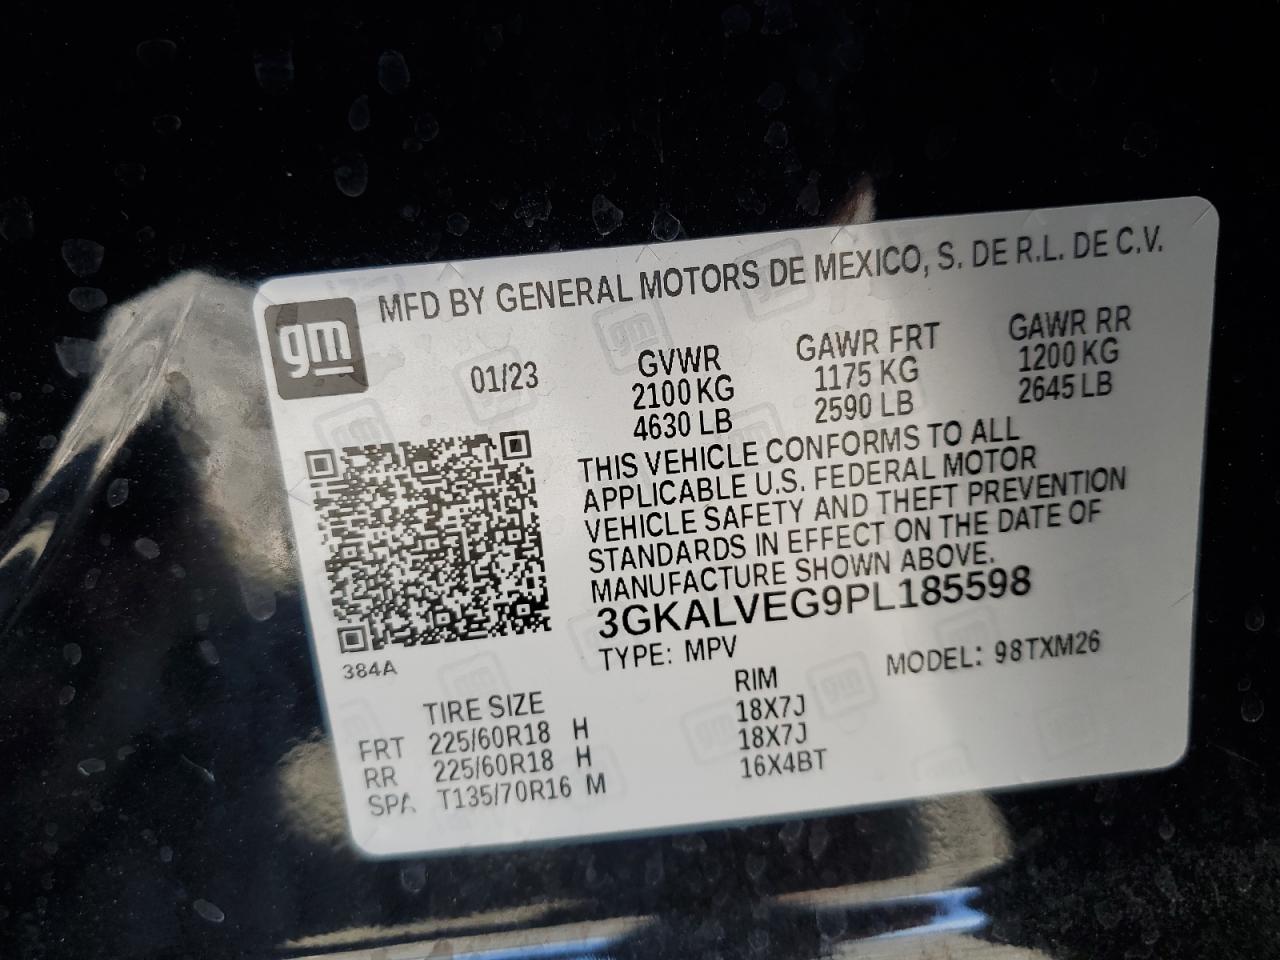 gm MFD BY GENERAL MOTORS DE MEXICO, S. DE R.L. DE C.V.
01/23 GVWR GAWR FRT GAWR RR
2100 KG 1175 KG 1200 KG
4630 LB 2590 LB 2645 LB
THIS VEHICLE CONFORMS TO ALL
APPLICABLE U.S. FEDERAL MOTOR
VEHICLE SAFETY AND THEFT PREVENTION
STANDARDS IN EFFECT ON THE DATE OF
MANUFACTURE SHOWN ABOVE.
3GKALVEG9PL185598
384A
TYPE: MPV MODEL: 98TXM26
TIRE SIZE RIM
FRT 225/60R18 H 18X7J
RR 225/60R18 H 18X7J
SPA T135/70R16 M 16X4BT